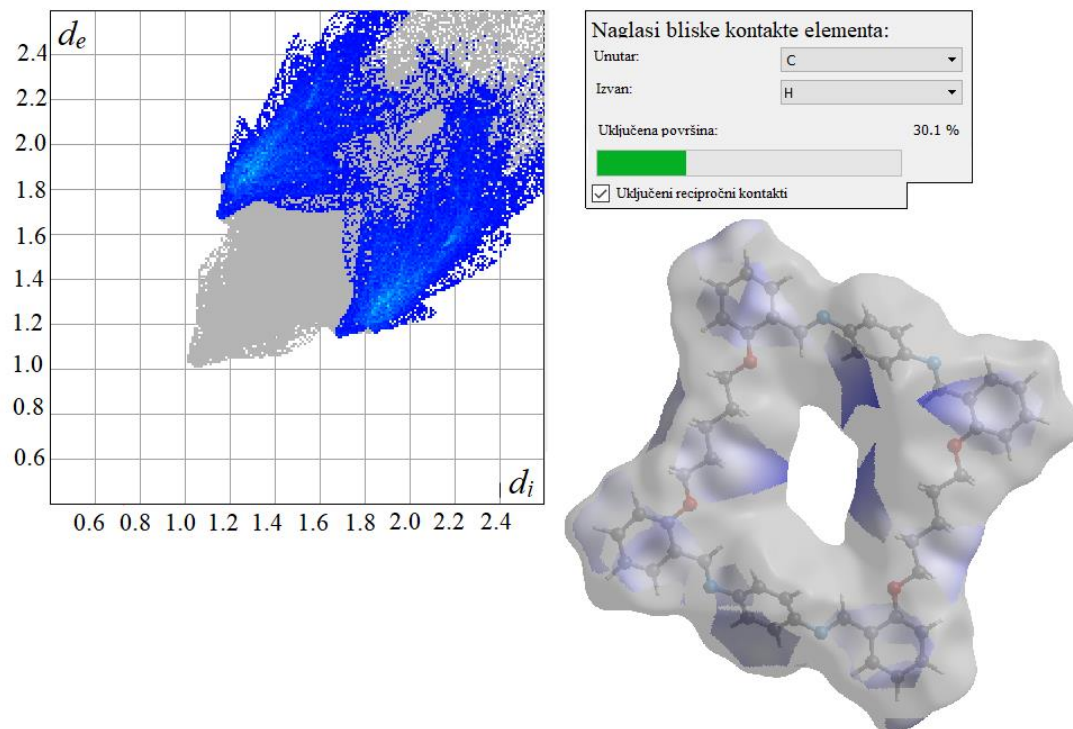 d_e
2.4
2.2
2.0
1.8
1.6
1.4
1.2
1.0
0.8
0.6
d_i
0.6 0.8 1.0 1.2 1.4 1.6 1.8 2.0 2.2 2.4
Naglasi bliske kontakte elementa:
Unutar: C
Izvan: H
Uključena površina: 30.1 %
Uključeni recipročni kontakti